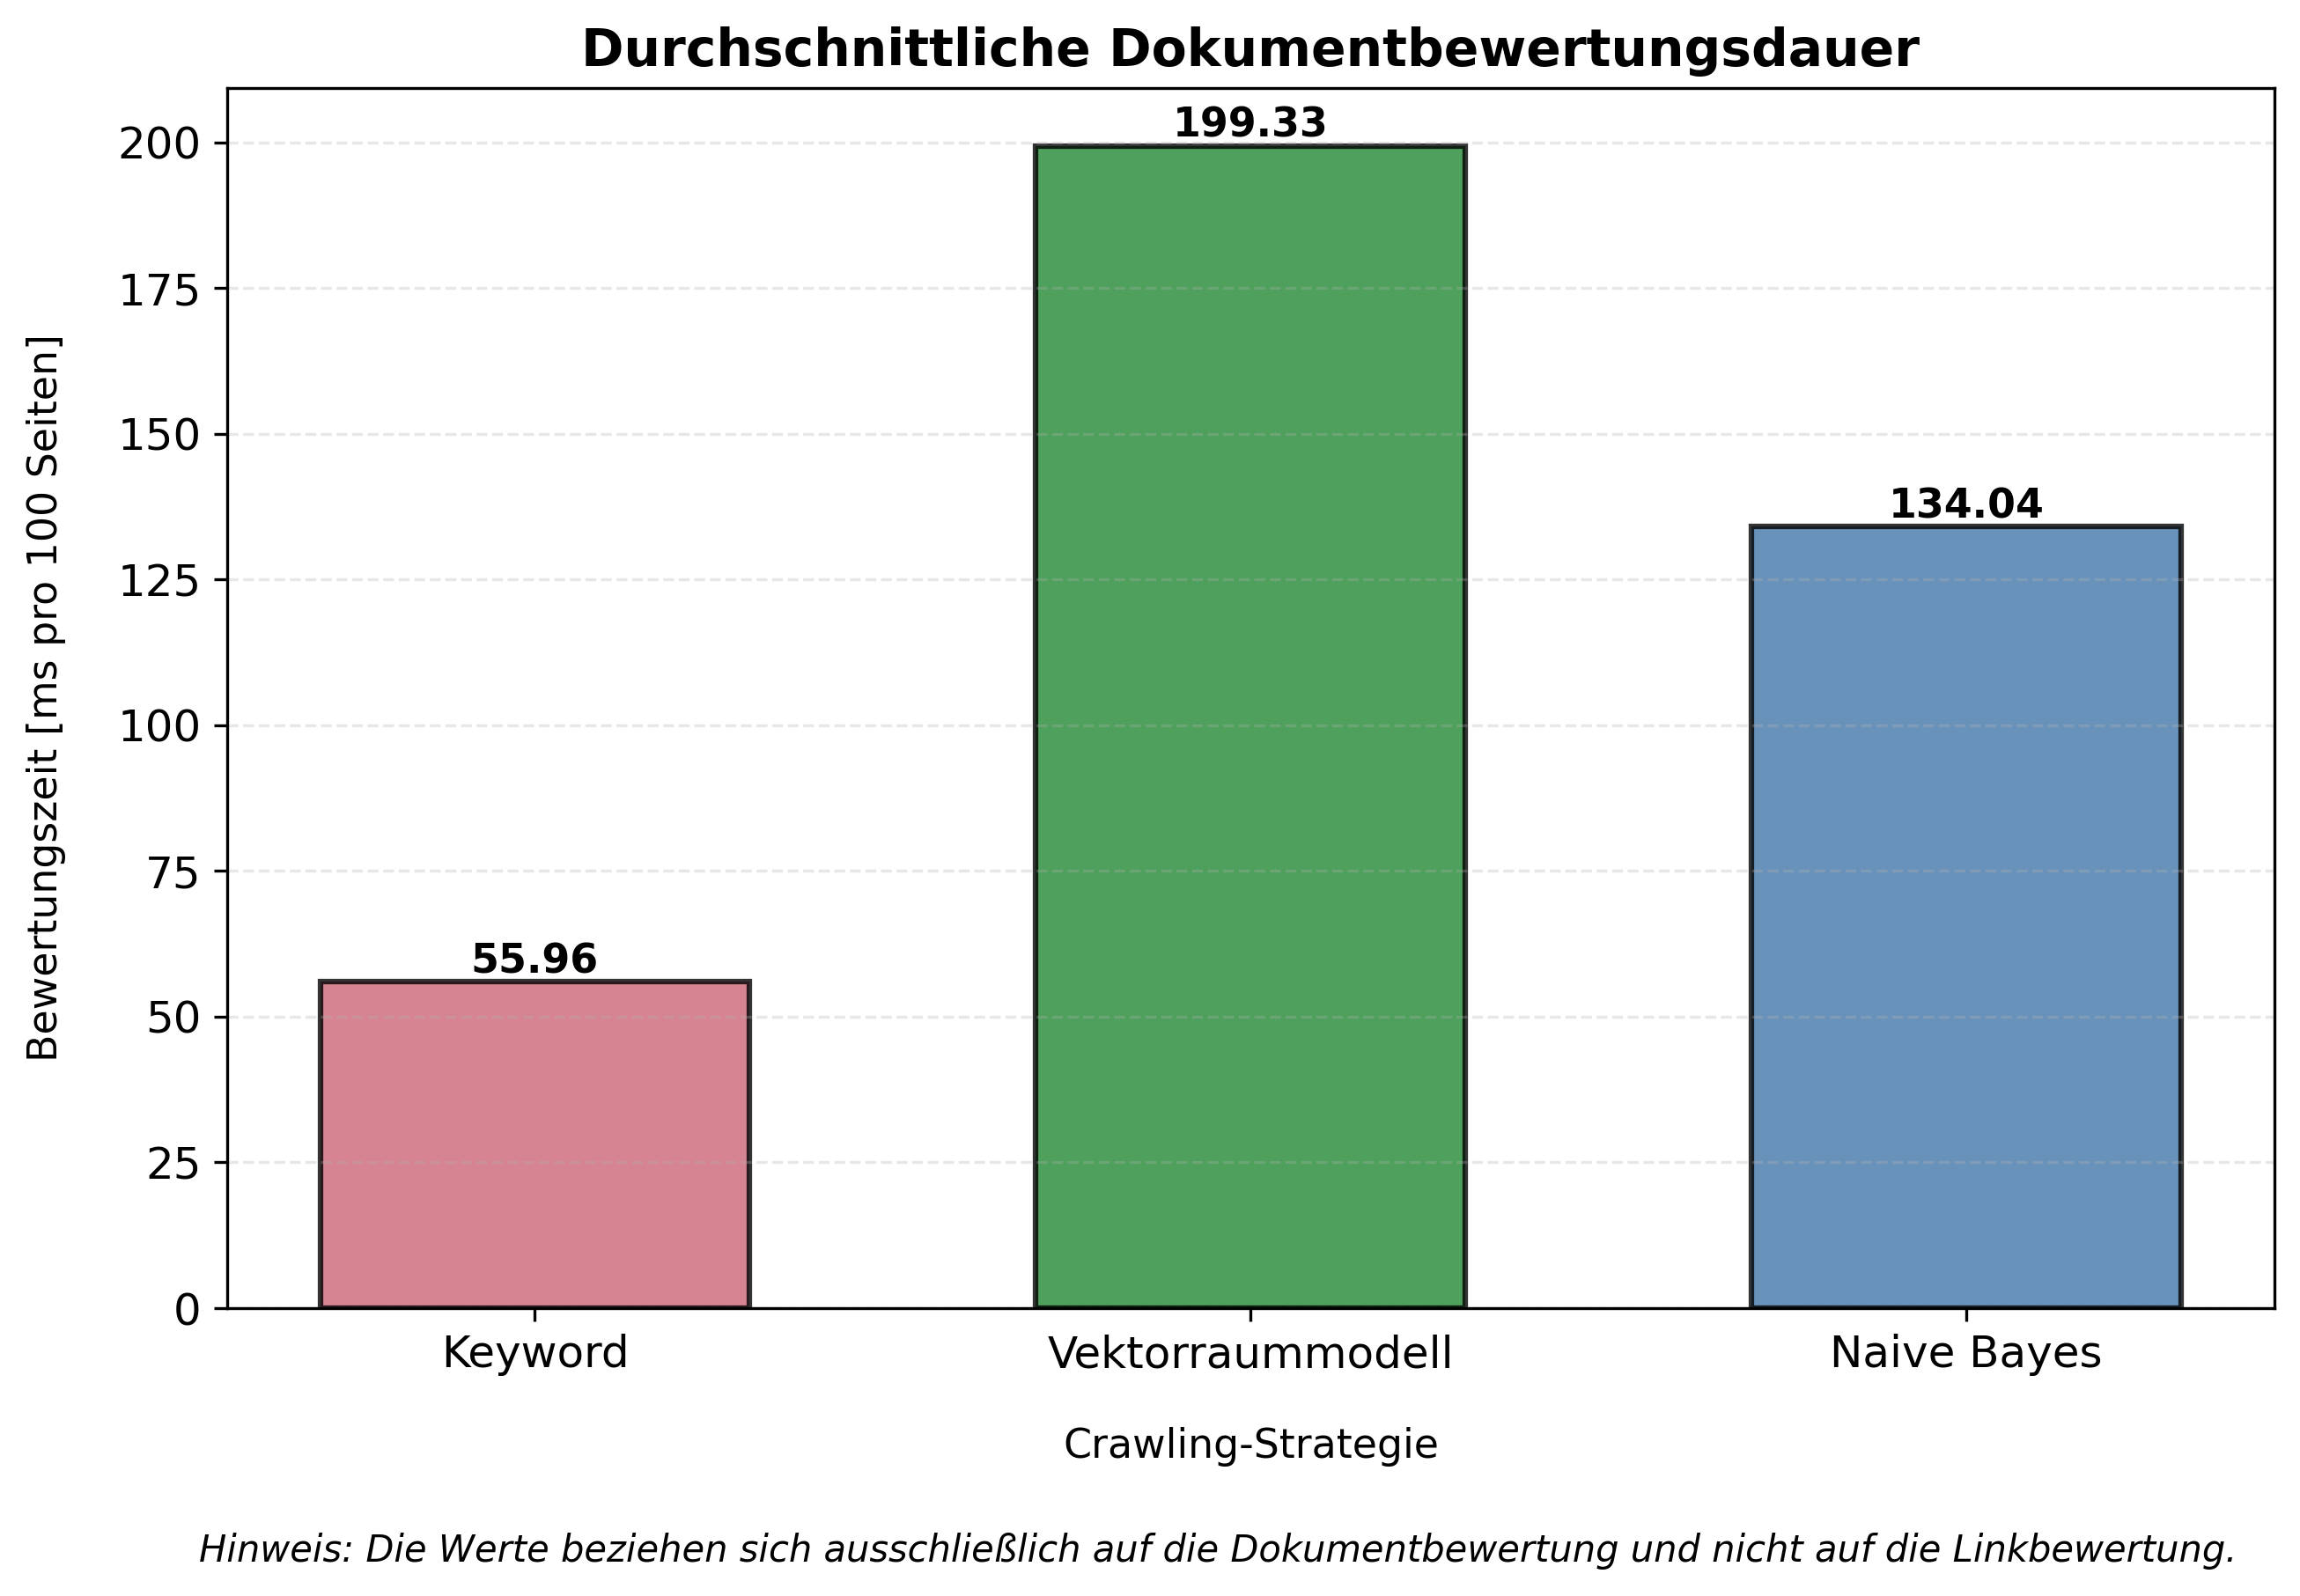 Durchschnittliche Dokumentbewertungsdauer
Bewertungszeit [ms pro 100 Seiten]
200
175
150
125
100
75
50
25
0
55.96
199.33
134.04
Keyword
Vektorraummodell
Naive Bayes
Crawling-Strategie
Hinweis: Die Werte beziehen sich ausschließlich auf die Dokumentbewertung und nicht auf die Linkbewertung.